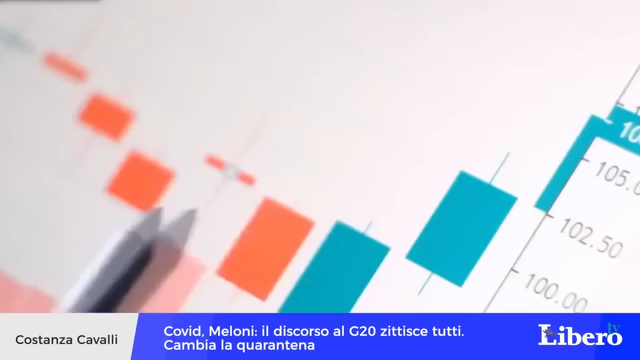 10
105.0
102.50
100.00
Costanza Cavalli
Covid, Meloni: il discorso al G20 zittisce tutti.
Cambia la quarantena
Libero tv